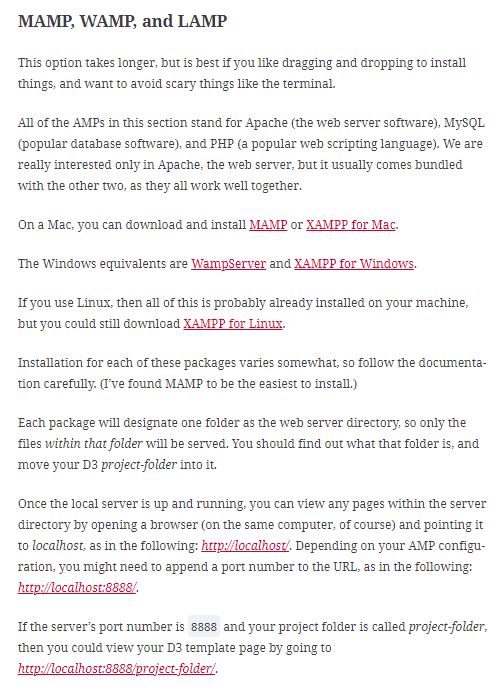 MAMP, WAMP, and LAMP
This option takes longer, but is best if you like dragging and dropping to install
things, and want to avoid scary things like the terminal.
All of the AMPs in this section stand for Apache (the web server software), MySQL
(popular database software), and PHP (a popular web scripting language). We are
really interested only in Apache, the web server, but it usually comes bundled
with the other two, as they all work well together.
On a Mac, you can download and install MAMP or XAMPP for Mac.
The Windows equivalents are WampServer and XAMPP for Windows.
If you use Linux, then all of this is probably already installed on your machine,
but you could still download XAMPP for Linux.
Installation for each of these packages varies somewhat, so follow the documenta-
tion carefully. (I’ve found MAMP to be the easiest to install.)
Each package will designate one folder as the web server directory, so only the
files within that folder will be served. You should find out what that folder is, and
move your D3 project-folder into it.
Once the local server is up and running, you can view any pages within the server
directory by opening a browser (on the same computer, of course) and pointing it
to localhost, as in the following: http://localhost/. Depending on your AMP configu-
ration, you might need to append a port number to the URL, as in the following:
http://localhost:8888/.
If the server’s port number is 8888 and your project folder is called project-folder,
then you could view your D3 template page by going to
http://localhost:8888/project-folder/.